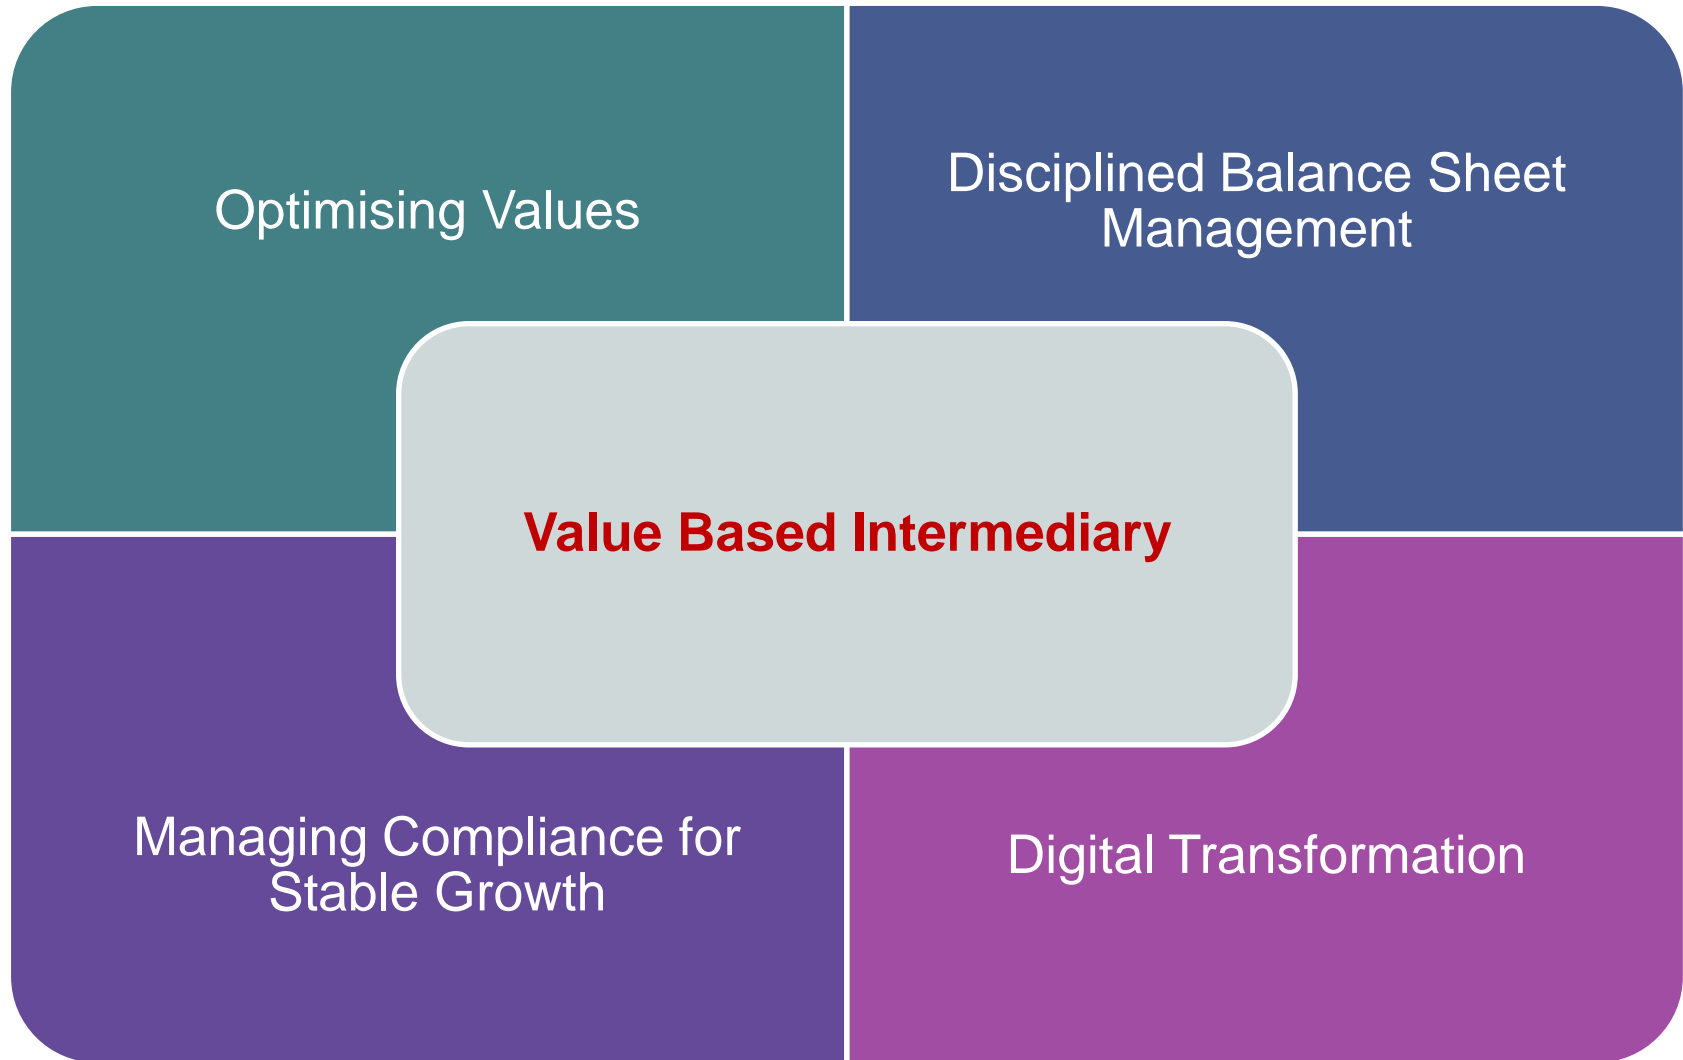 Optimising Values
Disciplined Balance Sheet
Management
Value Based Intermediary
Managing Compliance for
Stable Growth
Digital Transformation